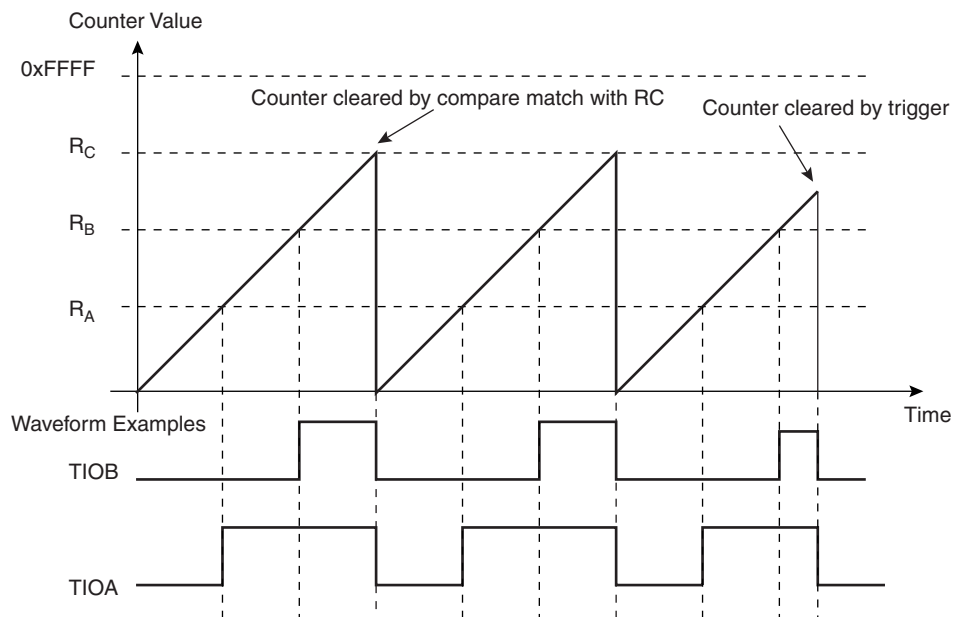 Counter Value
0xFFFF
Counter cleared by compare match with RC
Counter cleared by trigger
RC
RB
RA
Time
Waveform Examples
TIOB
TIOA